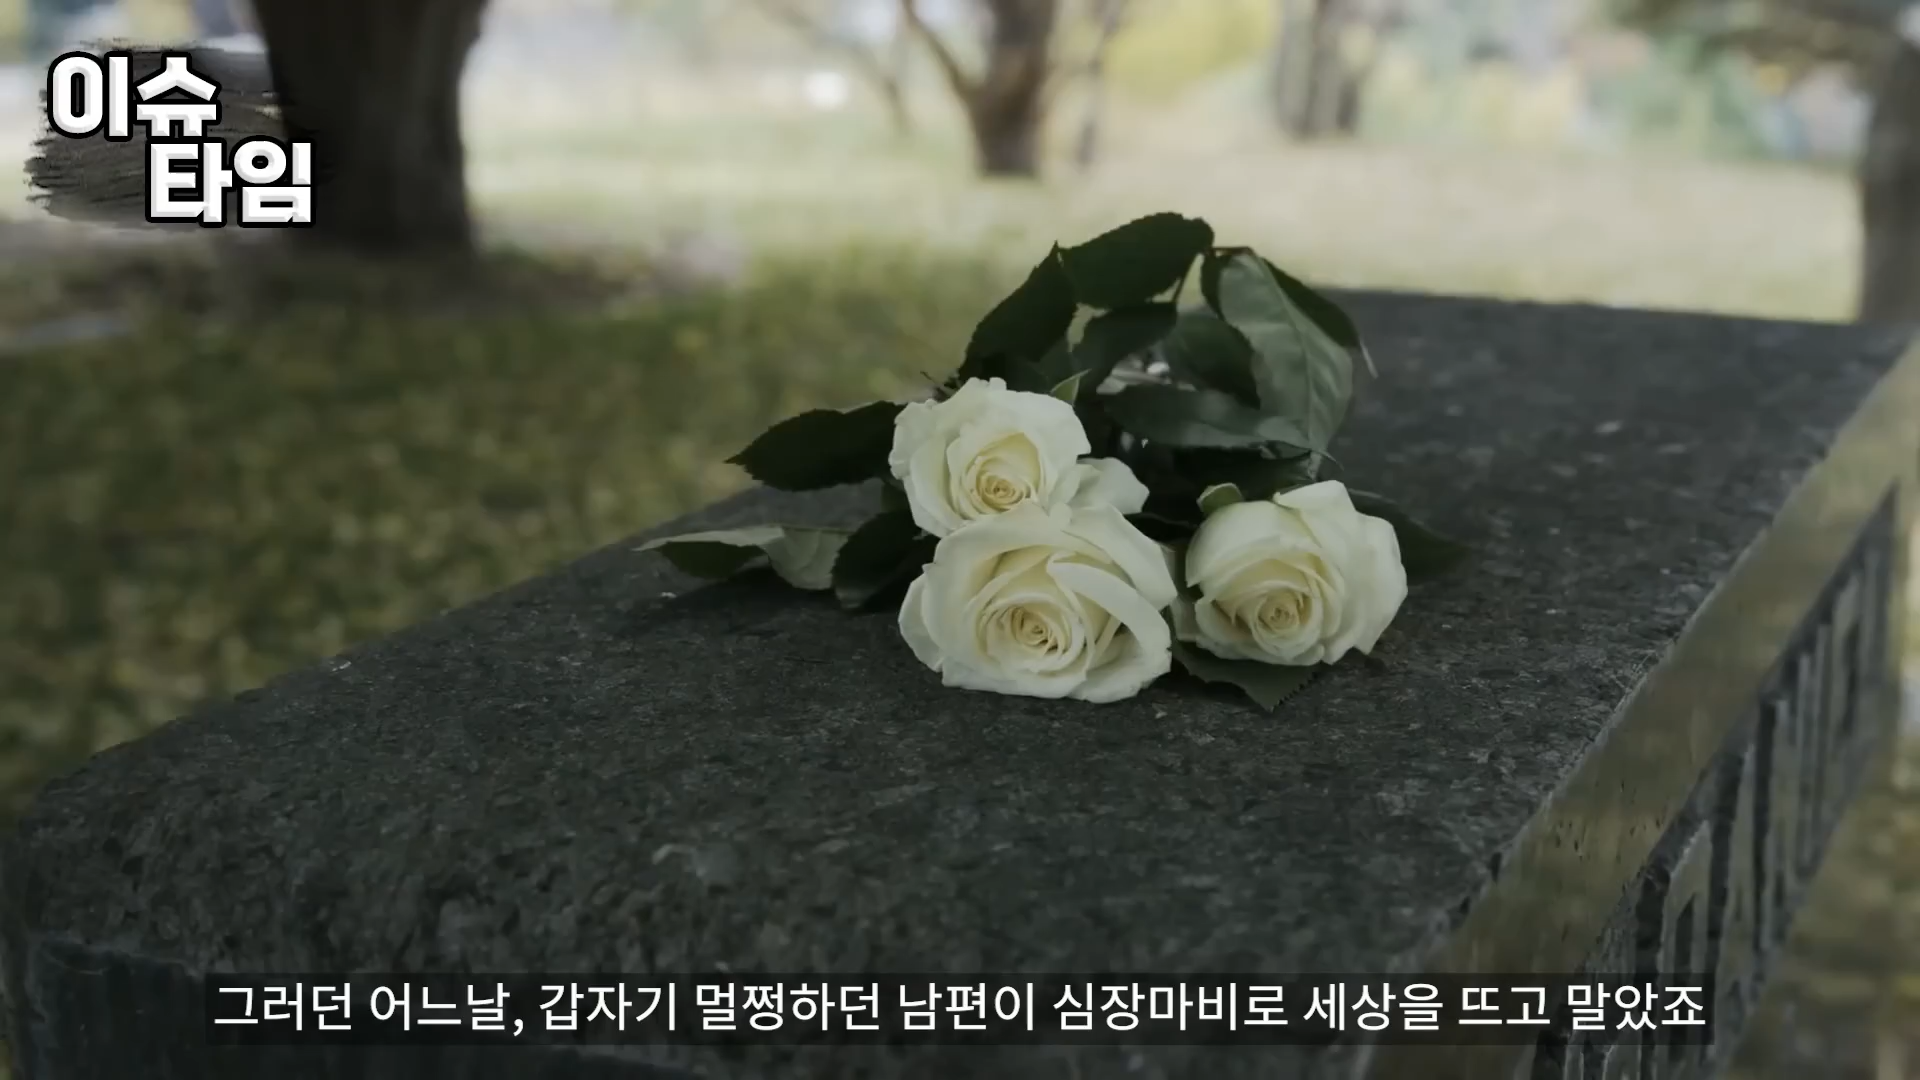 이슈
타임
그러던 어느날, 갑자기 멀쩡하던 남편이 심장마비로 세상을 뜨고 말았죠